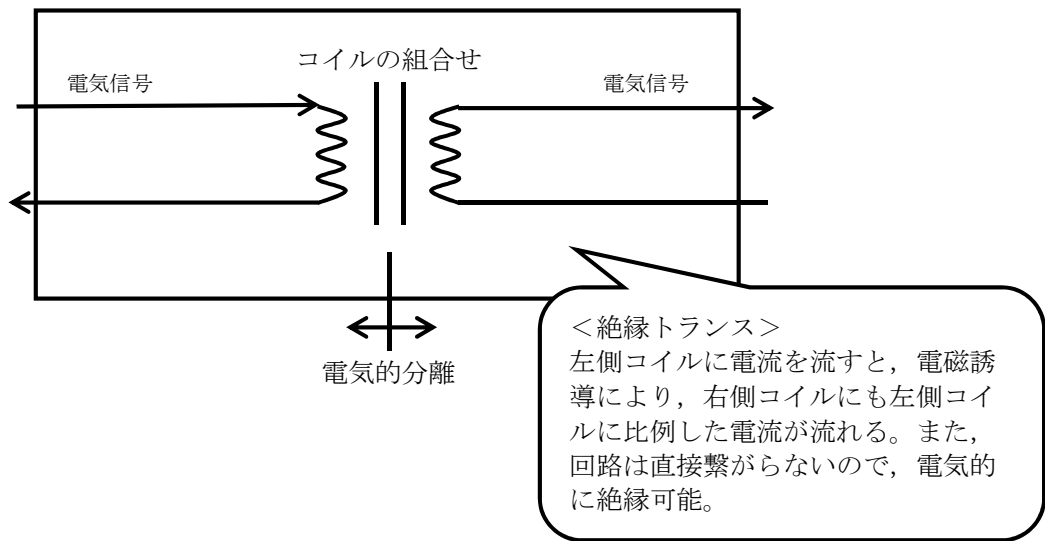 コイルの組合せ
電気信号
電気信号
電気的分離
＜絶縁トランス＞
左側コイルに電流を流すと，電磁誘
導により，右側コイルにも左側コイ
ルに比例した電流が流れる。また，
回路は直接繋がらないので，電気的
に絶縁可能。